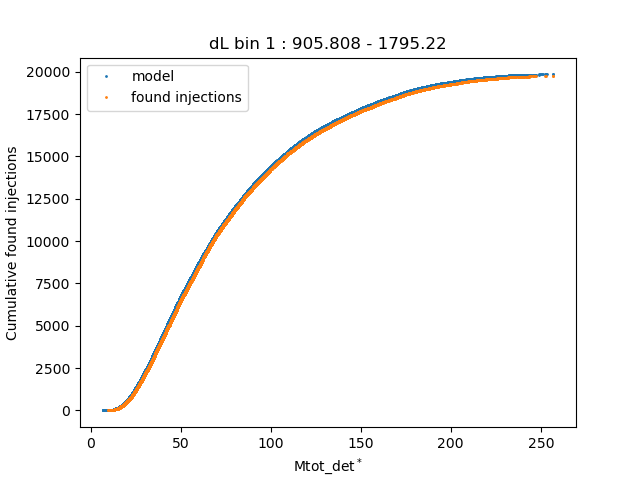 dL bin 1 : 905.808 - 1795.22
model
found injections
Cumulative found injections
20000
17500
15000
12500
10000
7500
5000
2500
0
0 50 100 150 200 250
Mtot_det*